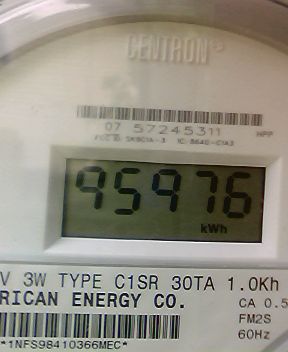 CENTRON®
07 57245311 HPP
95976
kWh
V 3W TYPE C1SR 30TA 1.0Kh
RICAN ENERGY CO. CA 0.5
FM2S
60Hz
*1NFS98410366MEC*